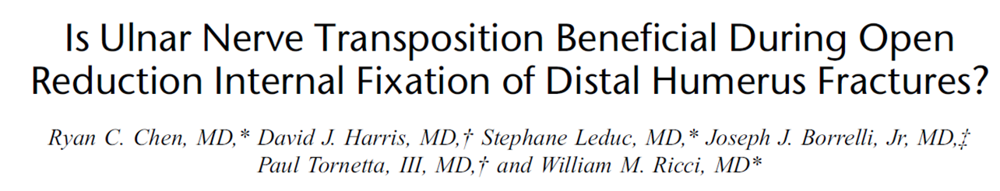 Is Ulnar Nerve Transposition Beneficial During Open
Reduction Internal Fixation of Distal Humerus Fractures?
Ryan C. Chen, MD,* David J. Harris, MD,† Stephane Leduc, MD,* Joseph J. Borrelli, Jr, MD,‡
Paul Tornetta, III, MD,† and William M. Ricci, MD*